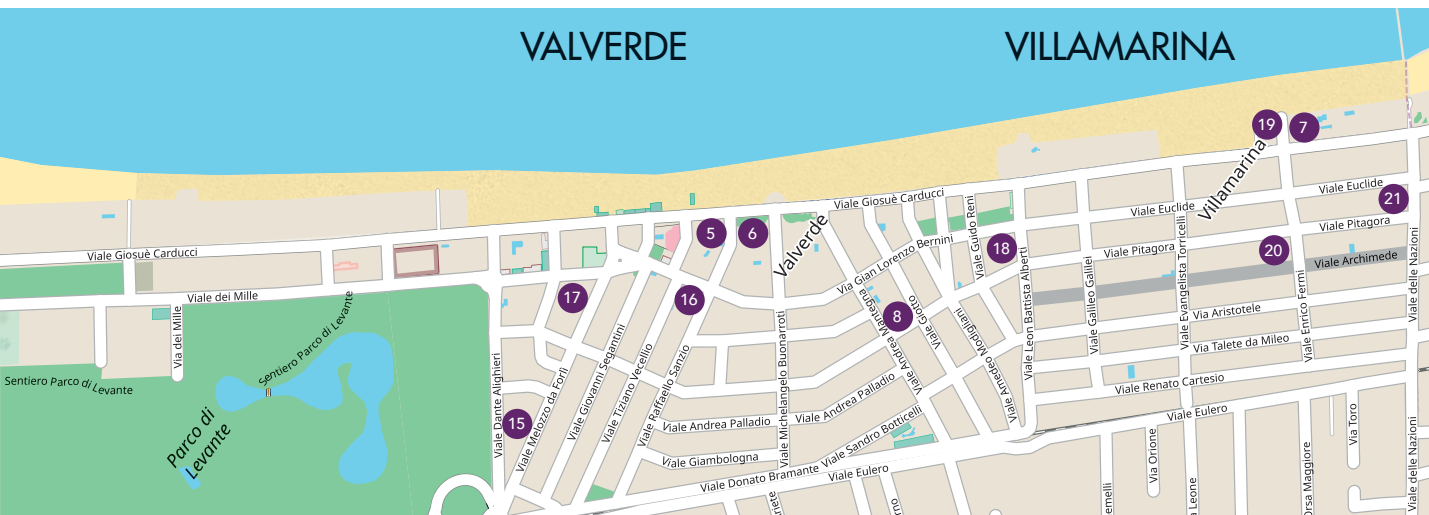 VALVERDE
VILLAMARINA
19
7
Villamarina
Viale Euclide
21
Viale Giosuè Carducci
Viale Guido Reni
Viale Euclide
Viale Pitagora
5
6
Valverde
Viale Giosuè Carducci
Via Gian Lorenzo Bernini
18
Viale Pitagora
20
Viale Archimede
Viale dei Mille
17
16
8
Via dei Mille
Sentiero Parco di Levante
Viale Leon Battista Alberti
Viale Galileo Galilei
Viale Evangelista Torricelli
Viale Enrico Fermi
Viale delle Nazioni
Via Aristotele
Via Talete da Mileo
Viale Renato Cartesio
Viale Eulero
Sentiero Parco di Levante
Parco di
Levante
Viale Dante Alighieri
15
Viale Melozzo da Forlì
Viale Giovanni Segantini
Viale Tiziano Vecellio
Viale Raffaello Sanzio
Viale Michelangelo Buonarroti
Viale Andrea Mantegna
Viale Giotto
Viale Amedeo Modigliani
Viale Andrea
Viale Andrea Palladio
Viale Andrea Palladio
Viale Sandro Botticelli
Viale Giambologna
Viale Donato Bramante
Viale Eulero
riete
rno
emelli
Via Orione
a Leone
Orsa Maggiore
Via Toro
Viale delle Nazioni